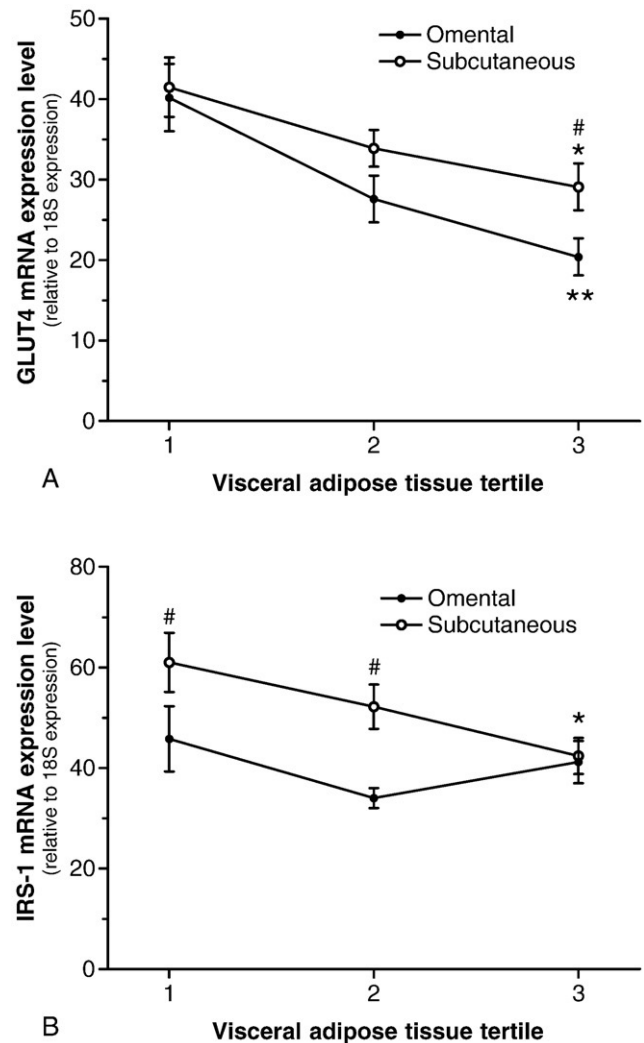 50
40
30
20
10
0
GLUT4 mRNA expression level
(relative to 18S expression)
Omental
Subcutaneous
#
*
**
1 2 3
A
Visceral adipose tissue tertile
80
60
40
20
0
IRS-1 mRNA expression level
(relative to 18S expression)
Omental
Subcutaneous
#
#
*
1 2 3
B
Visceral adipose tissue tertile